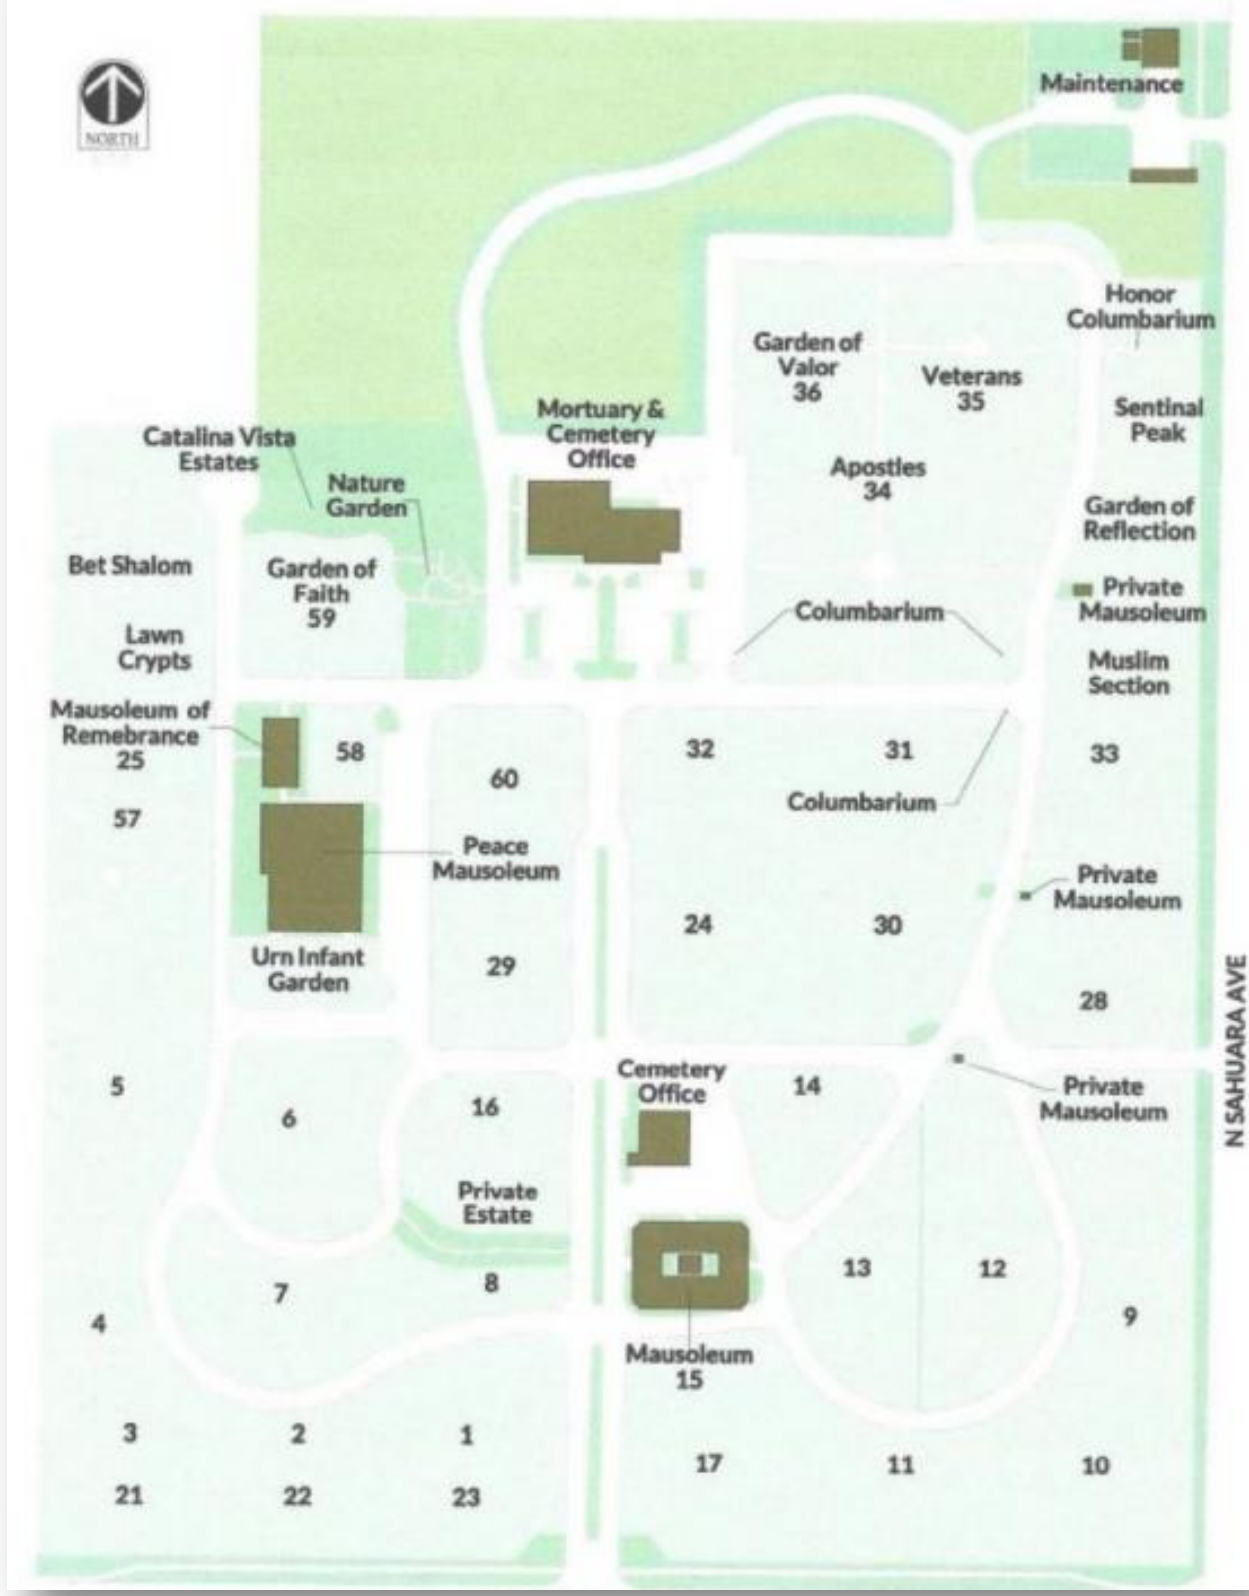 NORTH
Maintenance
Honor
Columbarium
Garden of
Valor
36
Veterans
35
Sentinal
Peak
Mortuary &
Cemetery
Office
Catalina Vista
Estates
Nature
Garden
Apostles
34
Garden of
Reflection
Bet Shalom
Garden of
Faith
59
Private
Mausoleum
Columbarium
Lawn
Crypts
Muslim
Section
Mausoleum of
Remebrance
25
58
60
32
31
33
Columbarium
57
Peace
Mausoleum
Private
Mausoleum
24
30
Urn Infant
Garden
29
28
N SAHUARA AVE
5
6
16
Cemetery
Office
14
Private
Mausoleum
Private
Estate
7
8
13
12
4
9
Mausoleum
15
3
2
1
17
11
10
21
22
23